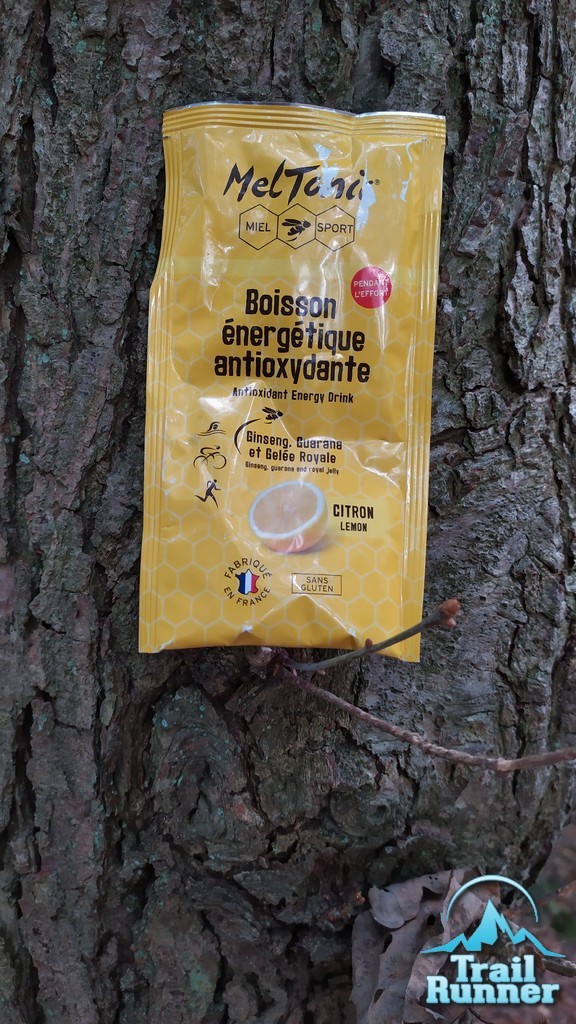 MelTonic®
MIEL SPORT
PENDANT
L'EFFORT
Boisson
énergétique
antioxydante
Antioxidant Energy Drink
Ginseng, Guarana
et Gelée Royale
Ginseng, guarana and royal jelly
CITRON
LEMON
FABRIQUÉ
EN FRANCE
SANS
GLUTEN
Trail
Runner